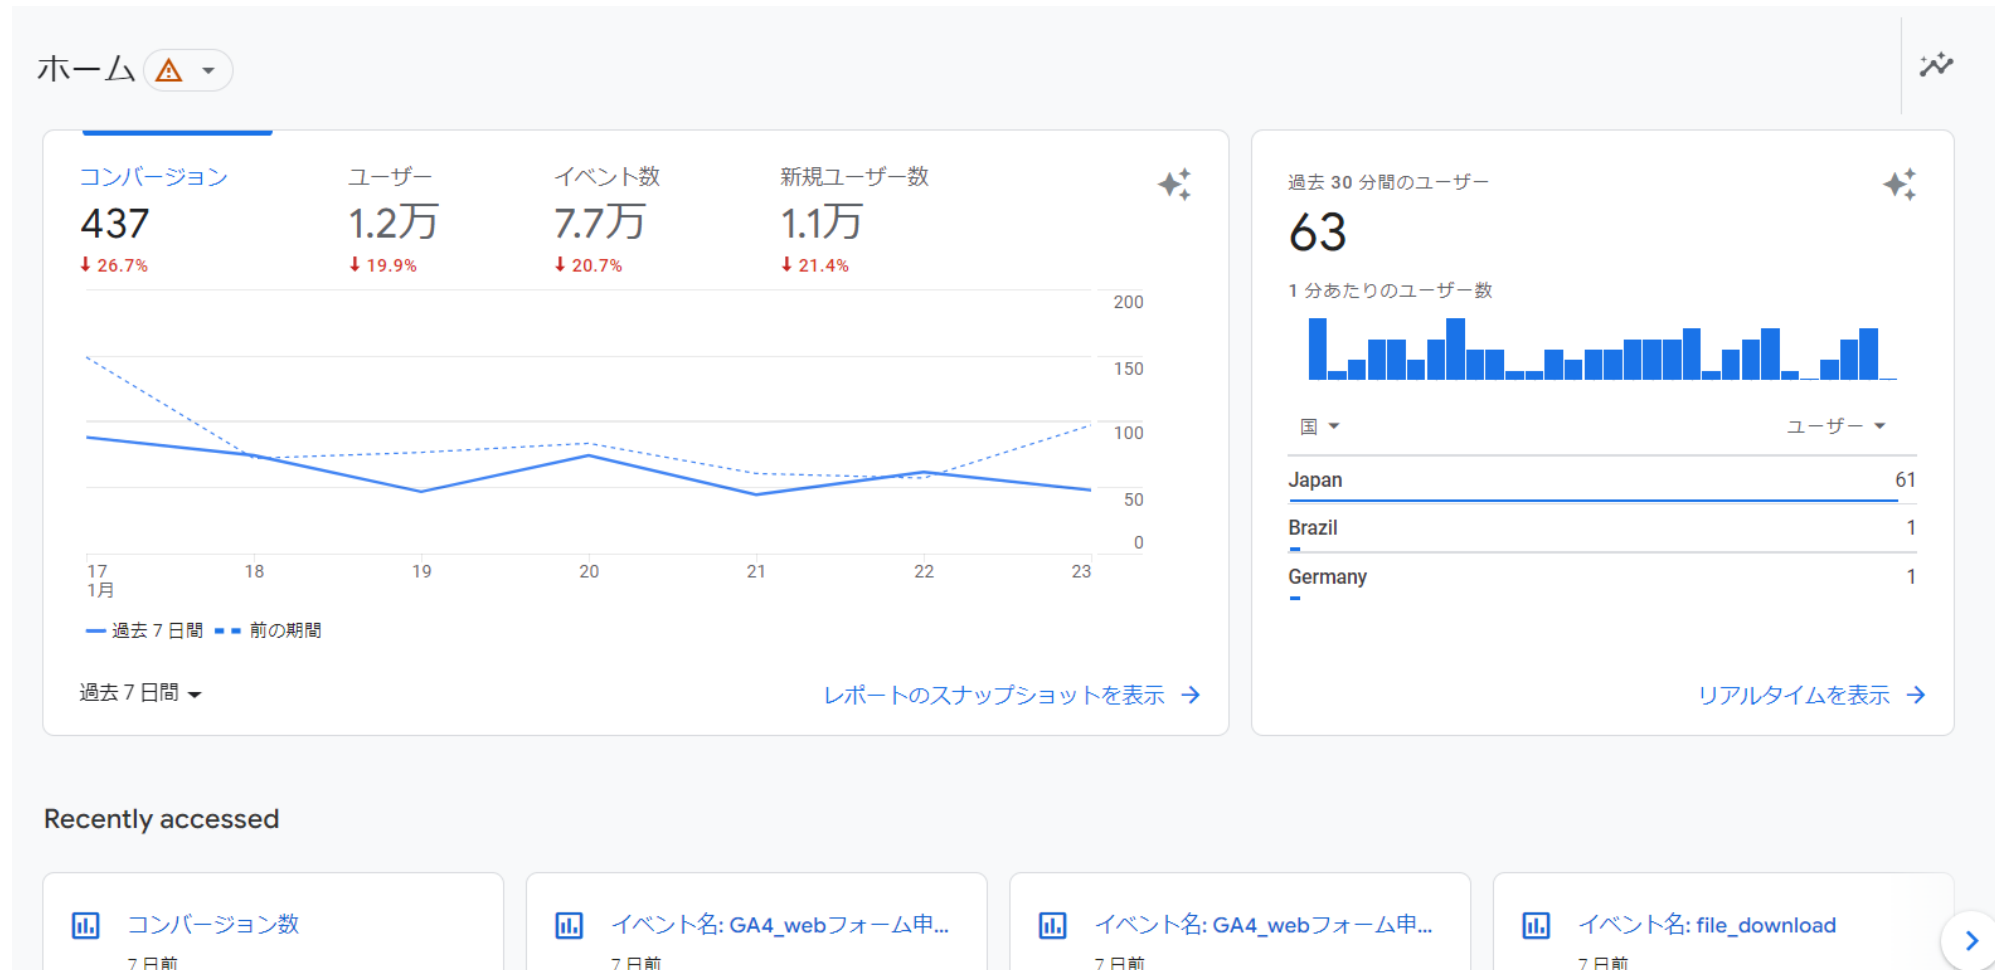 ホーム
コンバージョン
437
26.7%
ユーザー
1.2万
19.9%
イベント数
7.7万
20.7%
新規ユーザー数
1.1万
21.4%
200
150
100
50
0
17
1月
18
19
20
21
22
23
過去 7 日間
前の期間
過去 7 日間
レポートのスナップショットを表示
過去 30 分間のユーザー
63
1 分あたりのユーザー数
国
ユーザー
Japan 61
Brazil 1
Germany 1
リアルタイムを表示
Recently accessed
コンバージョン数
7 日前
イベント名: GA4_webフォーム申...
7 日前
イベント名: GA4_webフォーム申...
7 日前
イベント名: file_download
7 日前